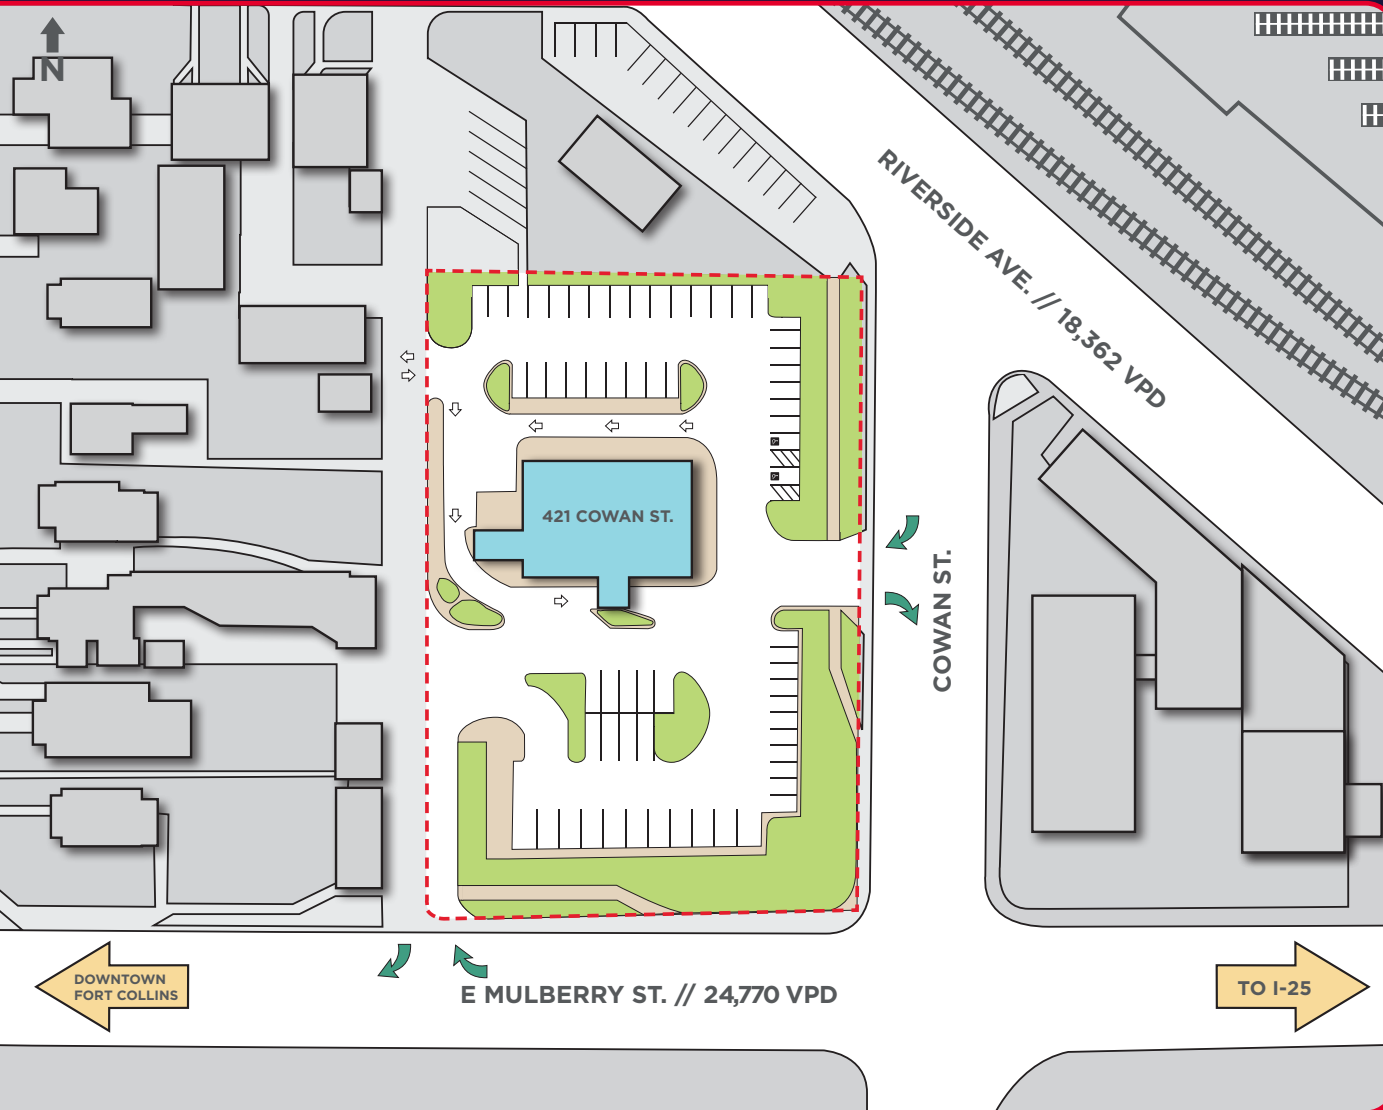 N
RIVERSIDE AVE. // 18,362 VPD
421 COWAN ST.
COWAN ST.
DOWNTOWN
FORT COLLINS
E MULBERRY ST. // 24,770 VPD
TO I-25